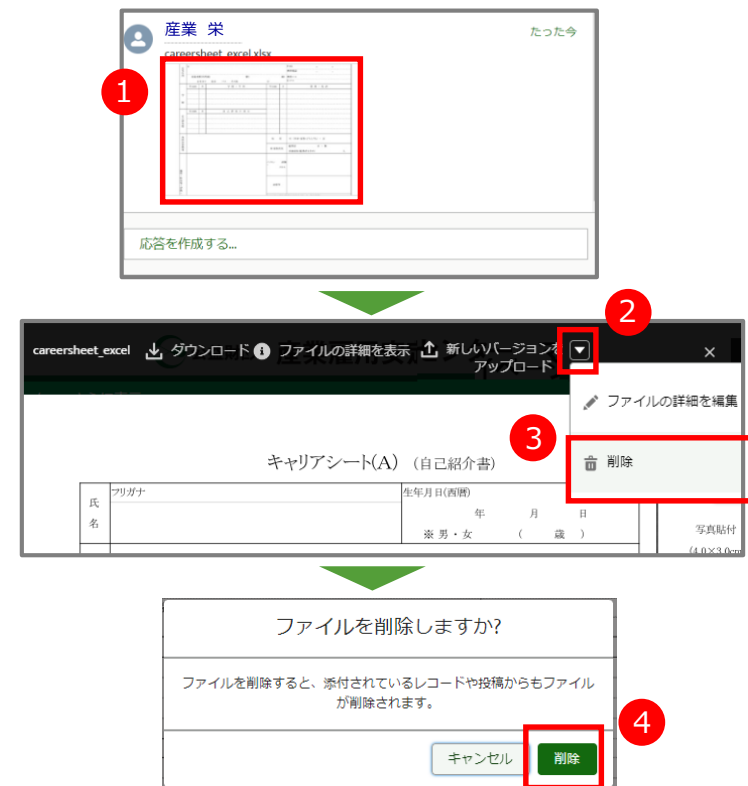 産業 栄
たった今
careersheet_excel.xlsx
1
応答を作成する...
2
careersheet_excel
ダウンロード
ファイルの詳細を表示
新しいバージョンを
アップロード
×
ファイルの詳細を編集
3
削除
キャリアシート(A) (自己紹介書)
フリガナ
生年月日(西暦)
氏
名
年 月 日
※ 男・女 ( 歳 )
写真貼付
(4.0×3.0cm
ファイルを削除しますか?
ファイルを削除すると、添付されているレコードや投稿からもファイル
が削除されます。
4
キャンセル
削除